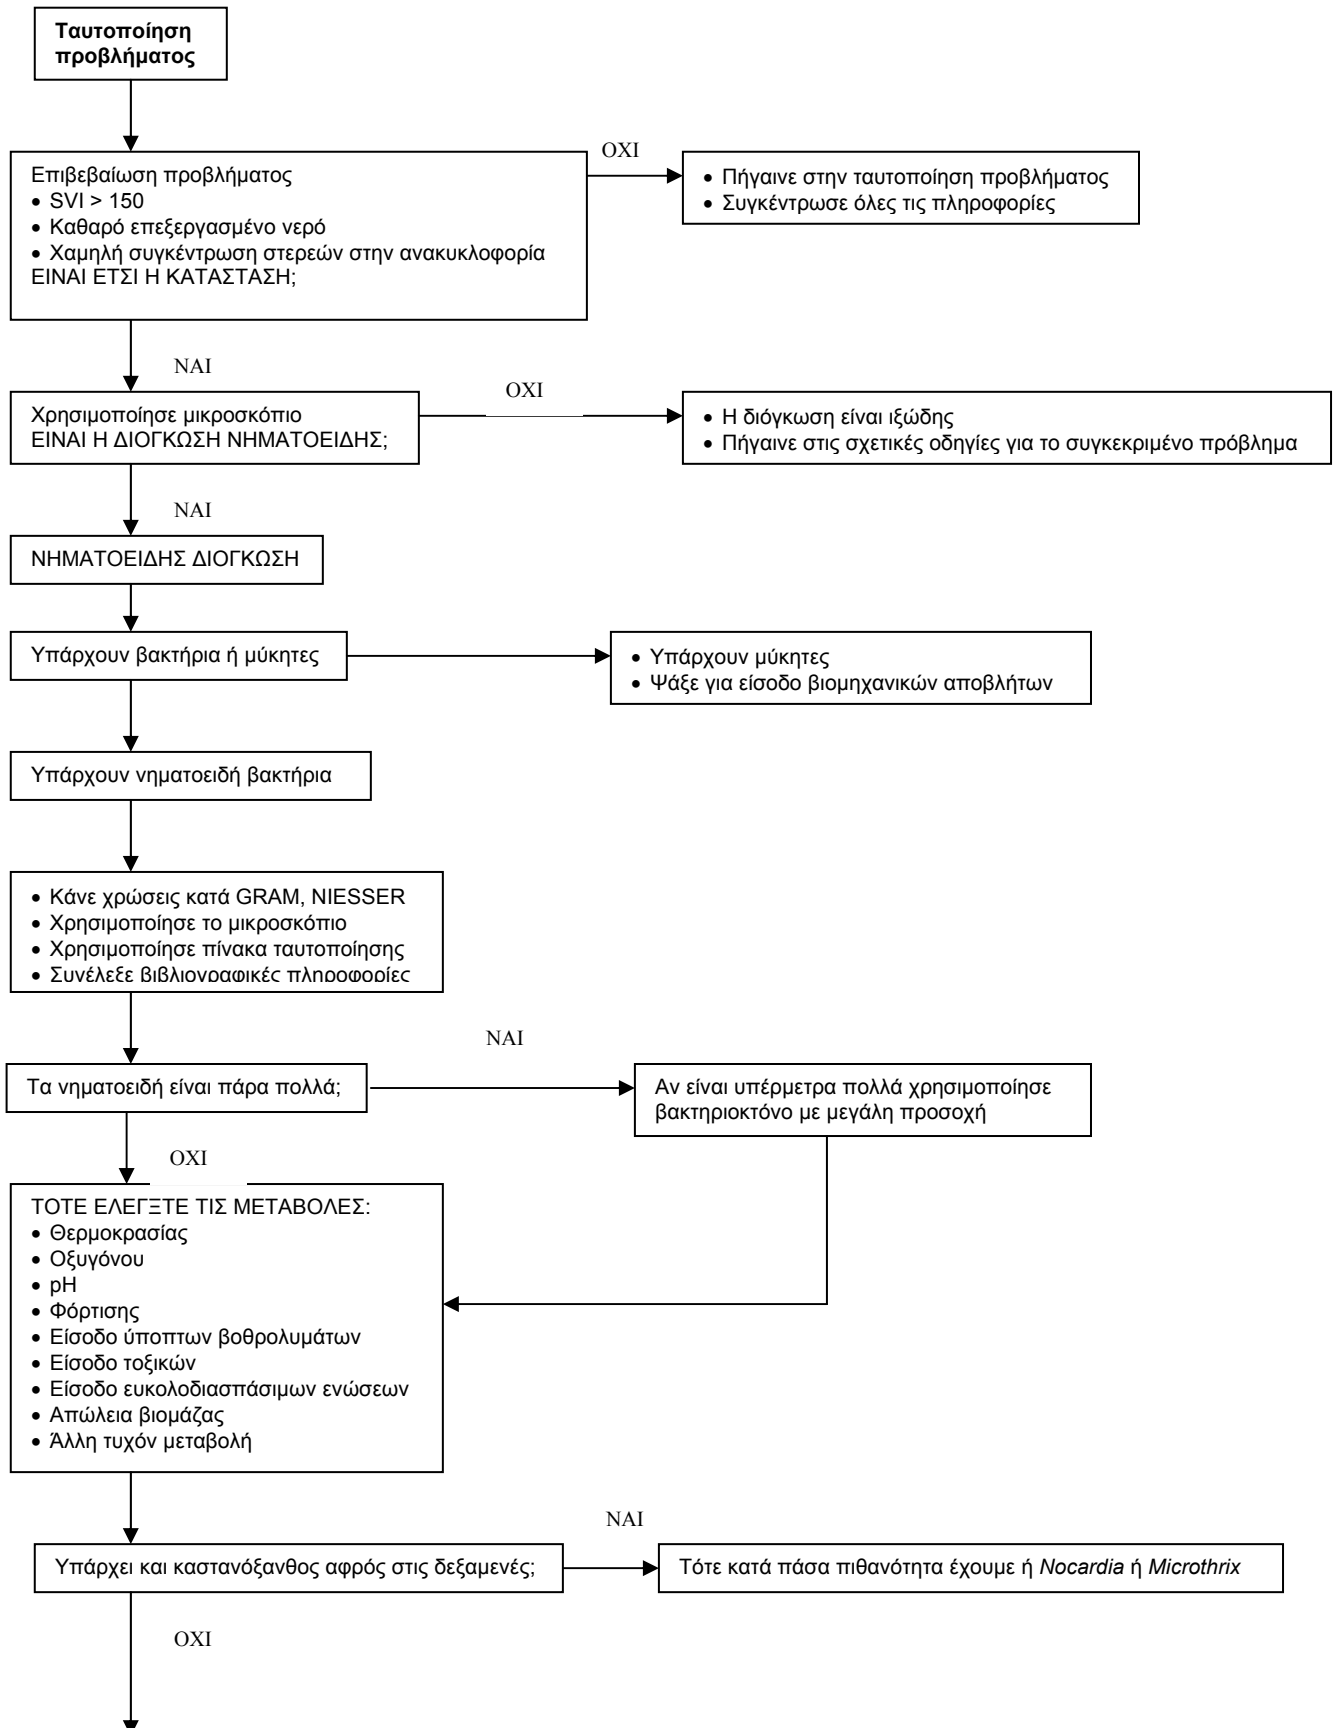 Ταυτοποίηση
προβλήματος
Επιβεβαίωση προβλήματος
• SVI > 150
• Καθαρό επεξεργασμένο νερό
• Χαμηλή συγκέντρωση στερεών στην ανακυκλοφορία
ΕΙΝΑΙ ΕΤΣΙ Η ΚΑΤΑΣΤΑΣΗ;
ΟΧΙ
• Πήγαινε στην ταυτοποίηση προβλήματος
• Συγκέντρωσε όλες τις πληροφορίες
ΝΑΙ
Χρησιμοποίησε μικροσκόπιο
ΕΙΝΑΙ Η ΔΙΟΓΚΩΣΗ ΝΗΜΑΤΟΕΙΔΗΣ;
ΟΧΙ
• Η διόγκωση είναι ιξώδης
• Πήγαινε στις σχετικές οδηγίες για το συγκεκριμένο πρόβλημα
ΝΑΙ
ΝΗΜΑΤΟΕΙΔΗΣ ΔΙΟΓΚΩΣΗ
Υπάρχουν βακτήρια ή μύκητες
• Υπάρχουν μύκητες
• Ψάξε για είσοδο βιομηχανικών αποβλήτων
Υπάρχουν νηματοειδή βακτήρια
• Κάνε χρώσεις κατά GRAM, NIESSER
• Χρησιμοποίησε το μικροσκόπιο
• Χρησιμοποίησε πίνακα ταυτοποίησης
• Συνέλεξε βιβλιογραφικές πληροφορίες
Τα νηματοειδή είναι πάρα πολλά;
ΝΑΙ
Αν είναι υπέρμετρα πολλά χρησιμοποίησε
βακτηριοκτόνο με μεγάλη προσοχή
ΟΧΙ
ΤΟΤΕ ΕΛΕΓΞΤΕ ΤΙΣ ΜΕΤΑΒΟΛΕΣ:
• Θερμοκρασίας
• Οξυγόνου
• pH
• Φόρτισης
• Είσοδο ύποπτων βοθρολυμάτων
• Είσοδο τοξικών
• Είσοδο ευκολοδιασπάσιμων ενώσεων
• Απώλεια βιομάζας
• Άλλη τυχόν μεταβολή
Υπάρχει και καστανόξανθος αφρός στις δεξαμενές;
ΝΑΙ
Τότε κατά πάσα πιθανότητα έχουμε ή Nocardia ή Microthrix
ΟΧΙ